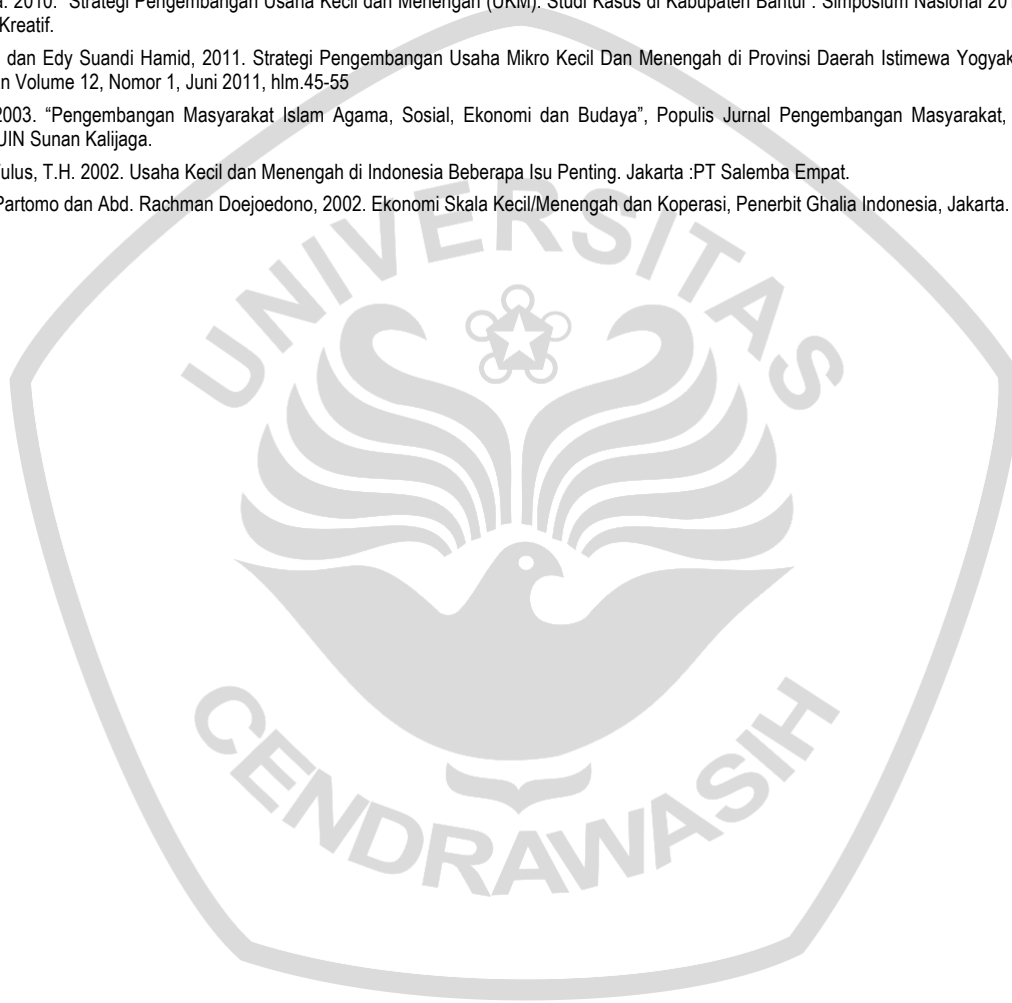 a. 2010. "Strategi Pengembangan Usaha Kecil dan Menengah (UKM): Studi Kasus di Kabupaten Bantul". Simposium Nasional 201
Kreatif.
dan Edy Suandi Hamid, 2011. Strategi Pengembangan Usaha Mikro Kecil Dan Menengah di Provinsi Daerah Istimewa Yogyak
n Volume 12, Nomor 1, Juni 2011, hlm.45-55
2003. “Pengembangan Masyarakat Islam Agama, Sosial, Ekonomi dan Budaya”, Populis Jurnal Pengembangan Masyarakat,
UIN Sunan Kalijaga.
ulus, T.H. 2002. Usaha Kecil dan Menengah di Indonesia Beberapa Isu Penting. Jakarta :PT Salemba Empat.
Partomo dan Abd. Rachman Doejoedono, 2002. Ekonomi Skala Kecil/Menengah dan Koperasi, Penerbit Ghalia Indonesia, Jakarta.
UNIVERSITAS
CENDRAWASIH